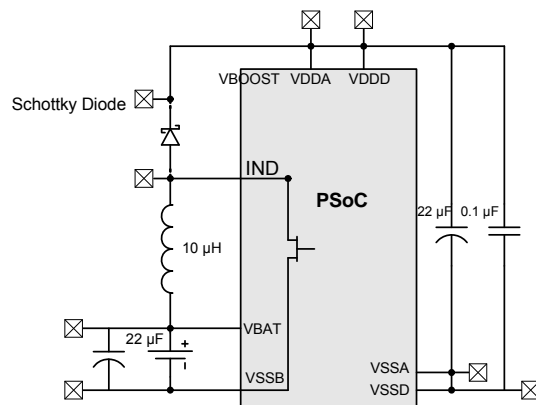 VBOOST VDDA VDDD
Schottky Diode
IND
PSoC
22 µF 0.1 µF
10 µH
VBAT
22 µF
VSSB
VSSA
VSSD